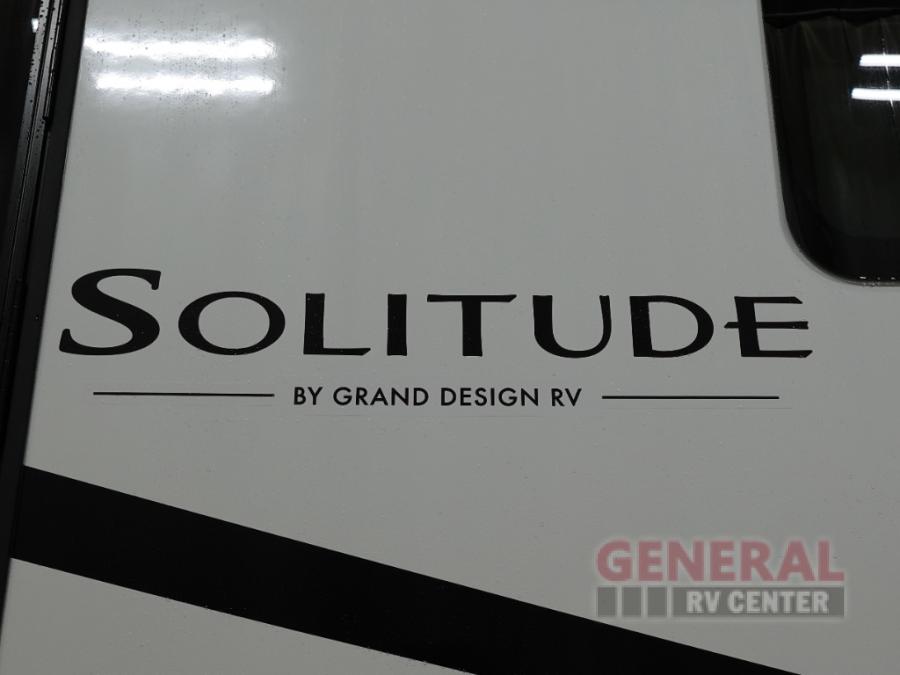 SOLITUDE
BY GRAND DESIGN RV
GENERAL
RV CENTER